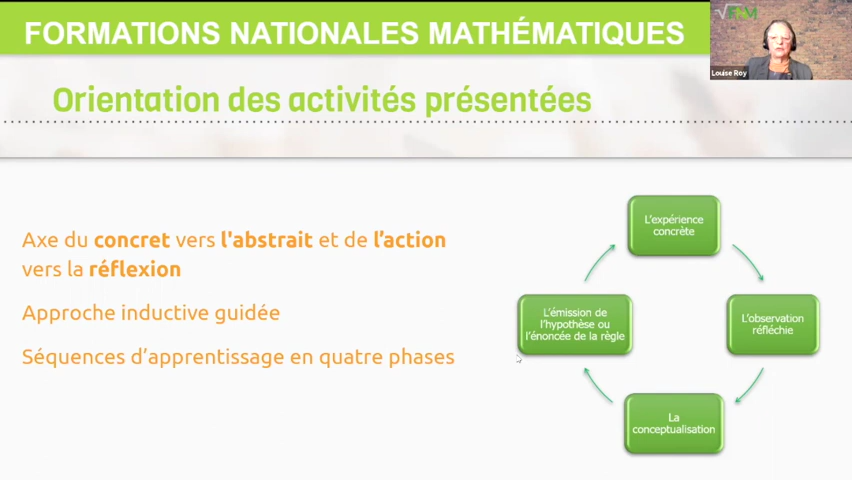 FORMATIONS NATIONALES MATHÉMATIQUES
Louise Roy
Orientation des activités présentées
Axe du concret vers l'abstrait et de l’action
vers la réflexion
Approche inductive guidée
Séquences d’apprentissage en quatre phases
L’expérience
concrète
L’observation
réfléchie
La
conceptualisation
L’émission de
l’hypothèse ou
l’énoncée de la règle